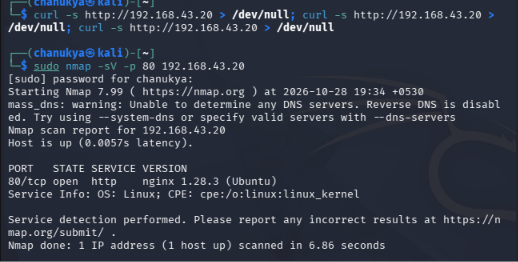 ┌──(chanukya㉿kali)-[~]
└─$ curl -s http://192.168.43.20 > /dev/null; curl -s http://192.168.43.20 >
/dev/null; curl -s http://192.168.43.20 > /dev/null
┌──(chanukya㉿kali)-[~]
└─$ sudo nmap -sV -p 80 192.168.43.20
[sudo] password for chanukya:
Starting Nmap 7.99 ( https://nmap.org ) at 2026-10-28 19:34 +0530
mass_dns: warning: Unable to determine any DNS servers. Reverse DNS is disabl
ed. Try using --system-dns or specify valid servers with --dns-servers
Nmap scan report for 192.168.43.20
Host is up (0.0057s latency).
PORT   STATE SERVICE VERSION
80/tcp open  http    nginx 1.28.3 (Ubuntu)
Service Info: OS: Linux; CPE: cpe:/o:linux:linux_kernel
Service detection performed. Please report any incorrect results at https://n
map.org/submit/ .
Nmap done: 1 IP address (1 host up) scanned in 6.86 seconds